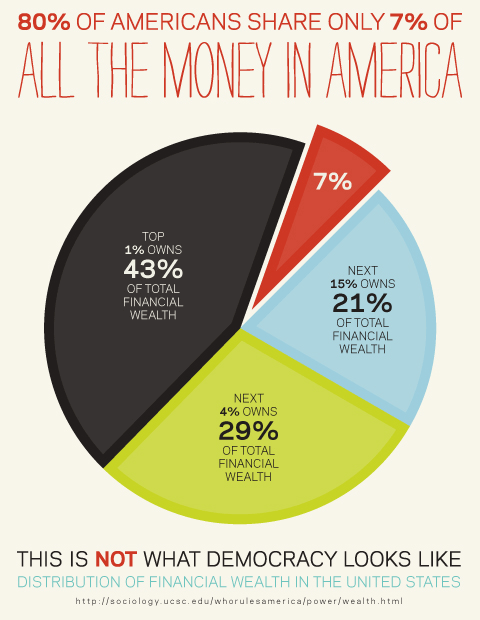 80% OF AMERICANS SHARE ONLY 7% OF
ALL THE MONEY IN AMERICA
7%
TOP
1% OWNS
43%
OF TOTAL
FINANCIAL
WEALTH
NEXT
15% OWNS
21%
OF TOTAL
FINANCIAL
WEALTH
NEXT
4% OWNS
29%
OF TOTAL
FINANCIAL
WEALTH
THIS IS NOT WHAT DEMOCRACY LOOKS LIKE
DISTRIBUTION OF FINANCIAL WEALTH IN THE UNITED STATES
http://sociology.ucsc.edu/whorulesamerica/power/wealth.html